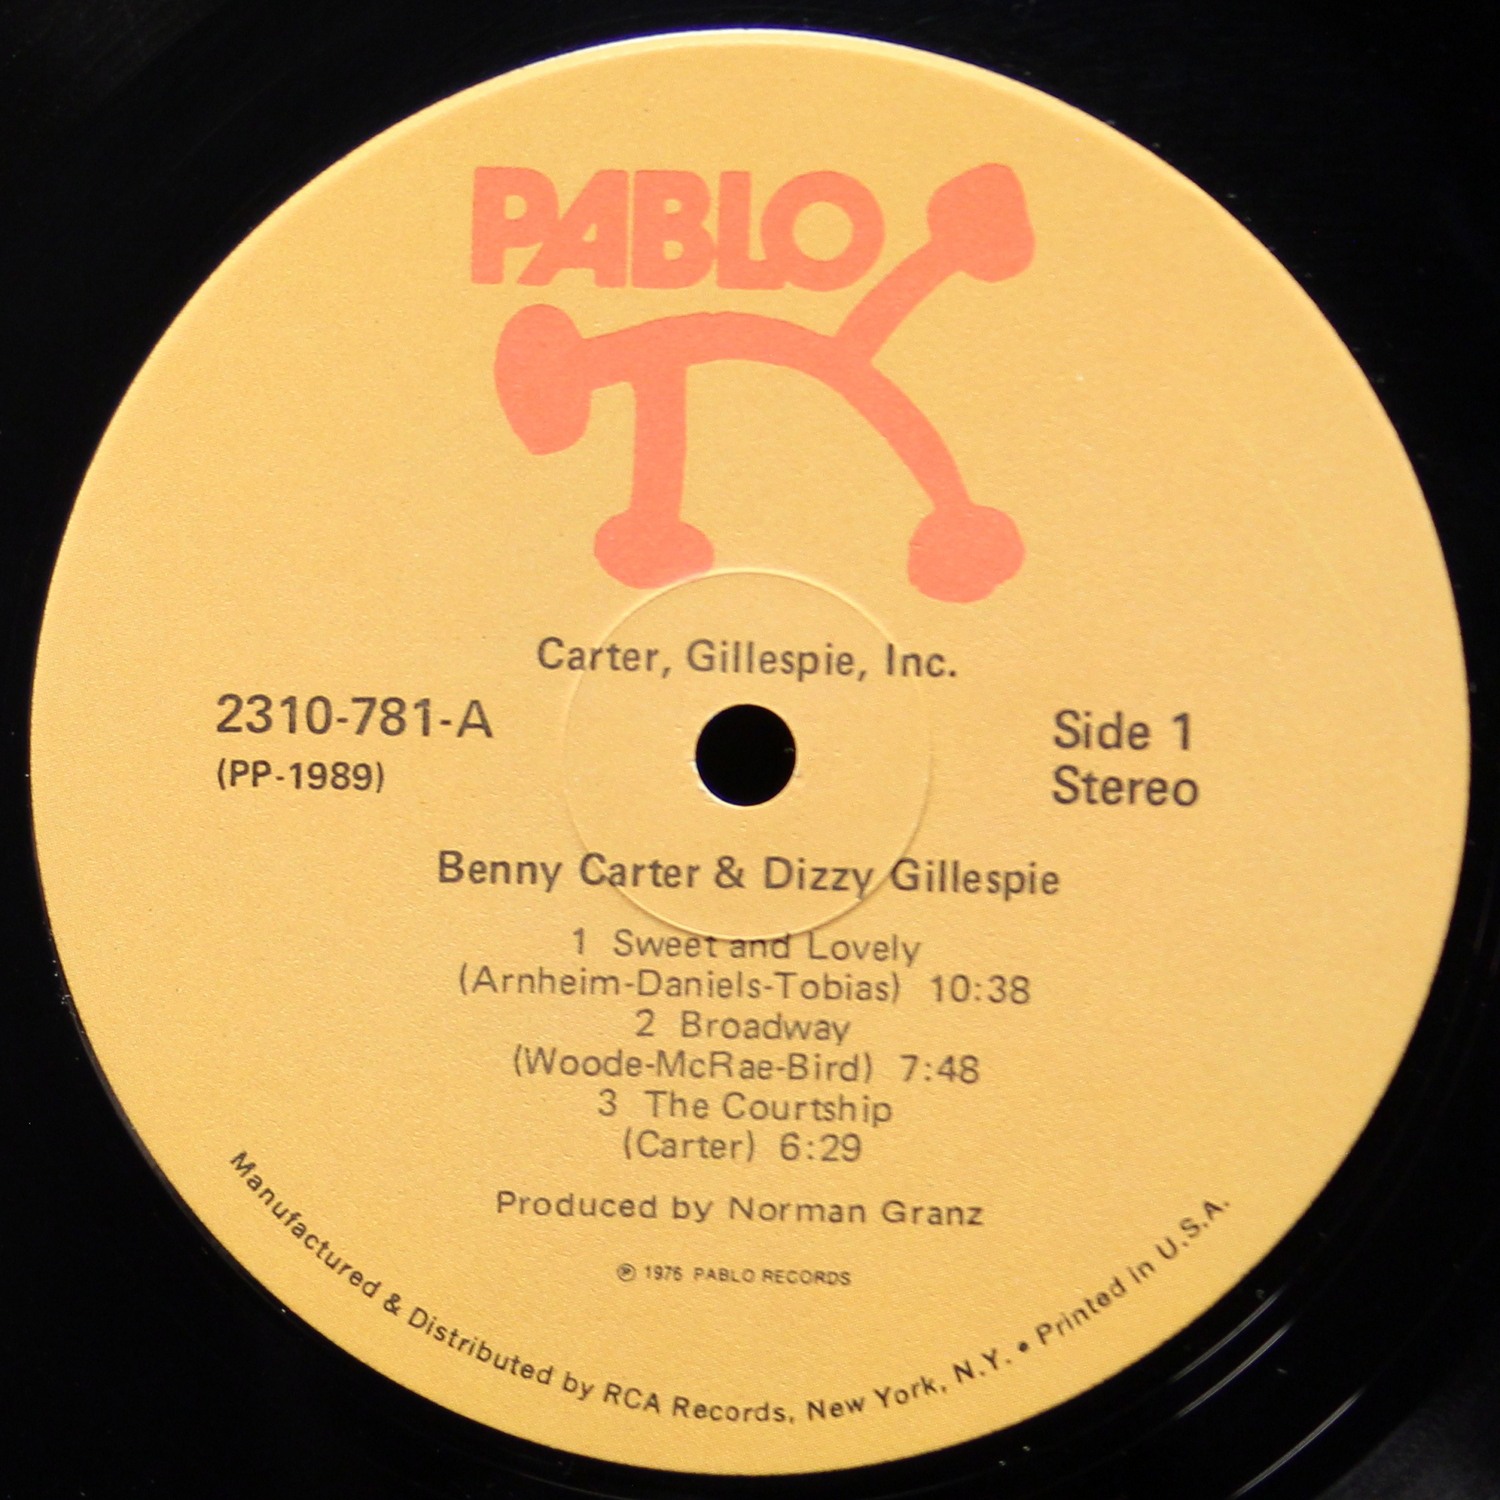 PABLO
Carter, Gillespie, Inc.
2310-781-A
(PP-1989)
Side 1
Stereo
Benny Carter & Dizzy Gillespie
1 Sweet and Lovely
(Arnheim-Daniels-Tobias) 10:38
2 Broadway
(Woode-McRae-Bird) 7:48
3 The Courtship
(Carter) 6:29
Produced by Norman Granz
℗ 1976 PABLO RECORDS
Manufactured & Distributed by RCA Records, New York, N.Y. • Printed in U.S.A.